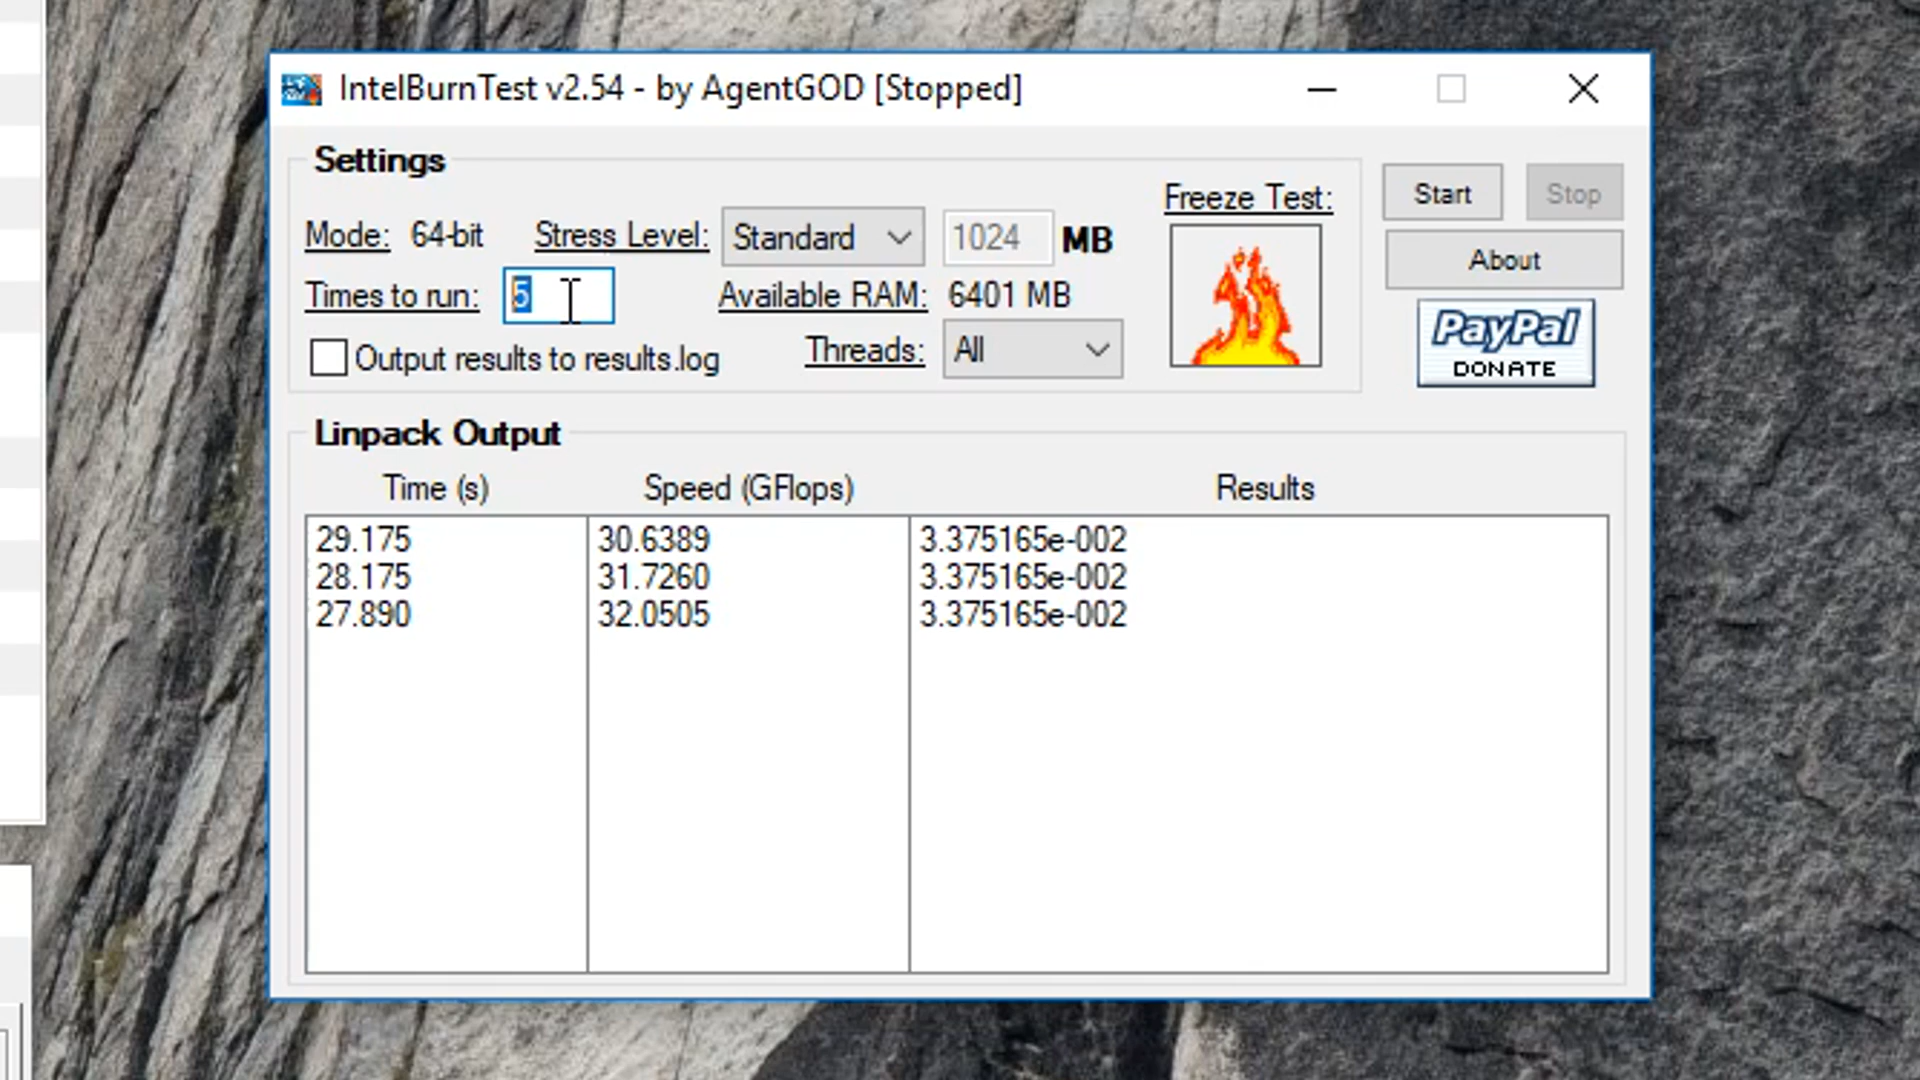 IntelBurnTest v2.54 - by AgentGOD [Stopped]
Settings
Mode: 64-bit Stress Level: Standard 1024 MB
Times to run: 5 Available RAM: 6401 MB
Output results to results.log Threads: All
Freeze Test:
Start Stop
About
PayPal
DONATE
Linpack Output
Time (s) Speed (GFlops) Results
29.175 30.6389 3.375165e-002
28.175 31.7260 3.375165e-002
27.890 32.0505 3.375165e-002